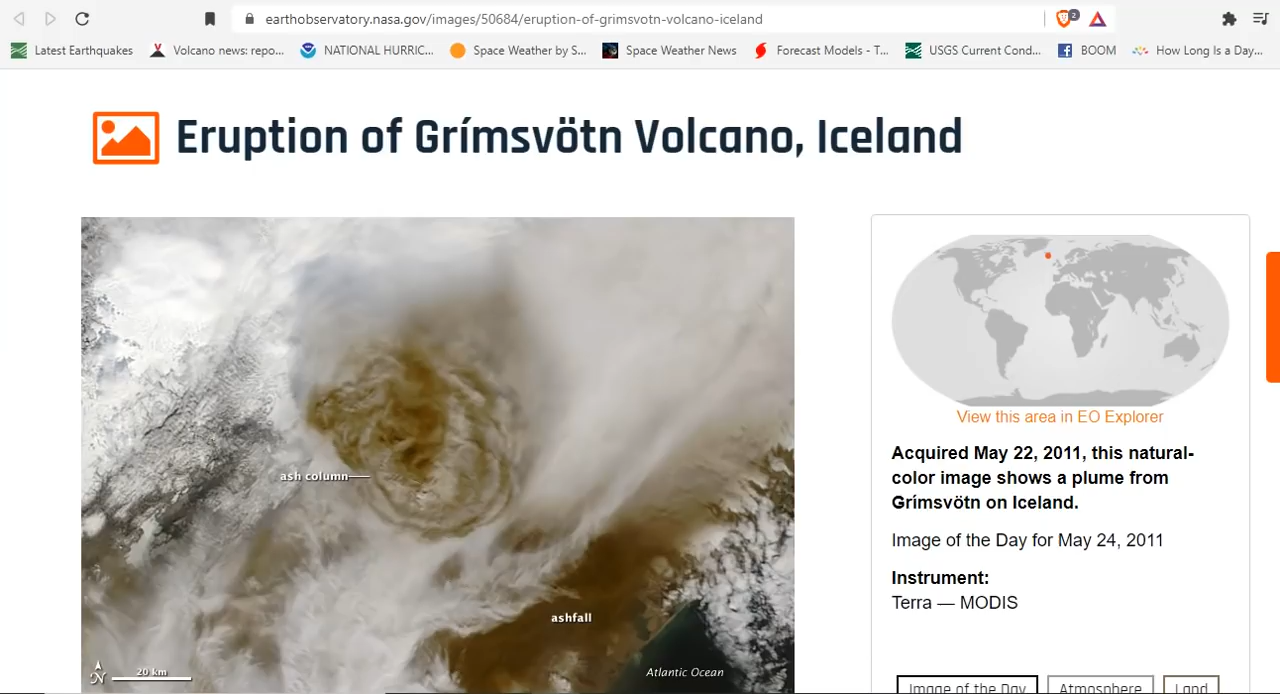 earthobservatory.nasa.gov/images/50684/eruption-of-grimsvotn-volcano-iceland
2
Latest Earthquakes
Volcano news: repo...
NATIONAL HURRIC...
Space Weather by S...
Space Weather News
Forecast Models - T...
USGS Current Cond...
BOOM
How Long Is a Day...
Eruption of Grímsvötn Volcano, Iceland
ash column
ashfall
Atlantic Ocean
N
20 km
View this area in EO Explorer
Acquired May 22, 2011, this natural-
color image shows a plume from
Grímsvötn on Iceland.
Image of the Day for May 24, 2011
Instrument:
Terra — MODIS
Image of the Day
Atmosphere
Land